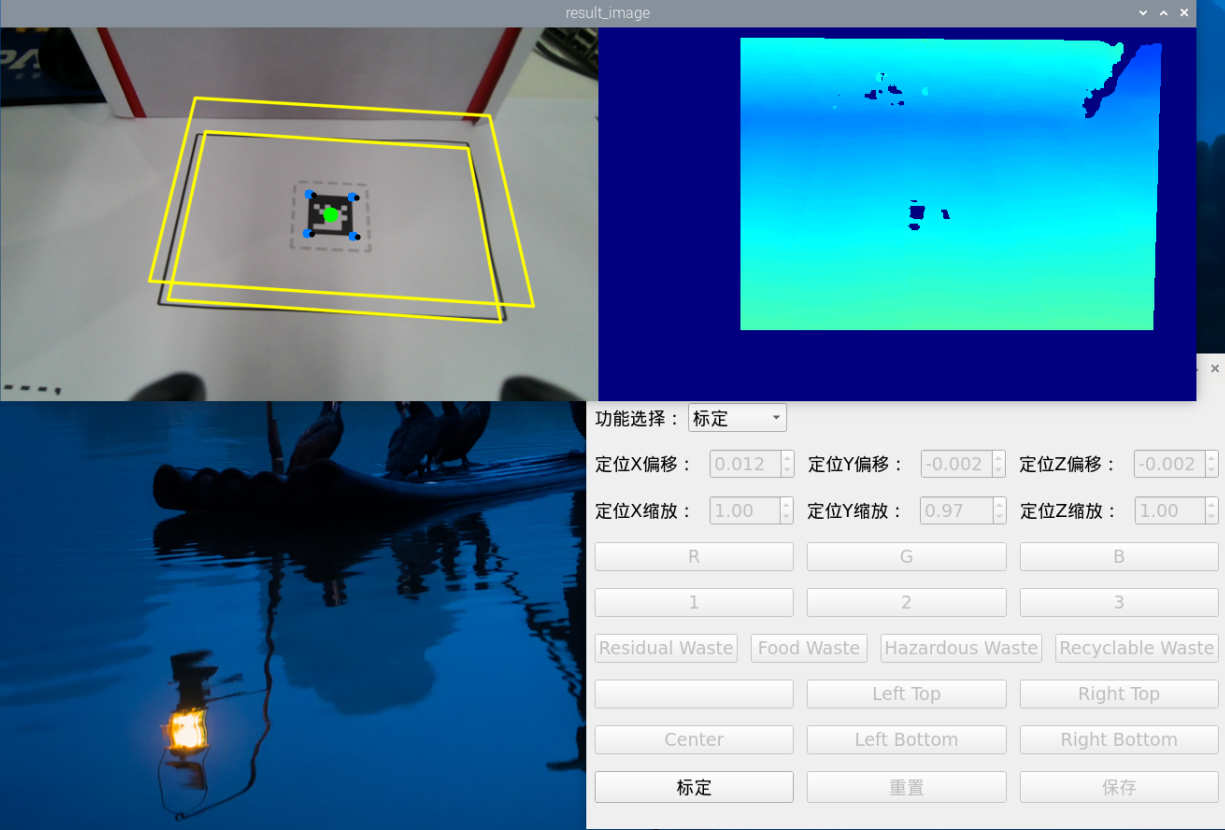 result_image
功能选择： 标定
定位X偏移： 0.012 定位Y偏移： -0.002 定位Z偏移： -0.002
定位X缩放： 1.00 定位Y缩放： 0.97 定位Z缩放： 1.00
R G B
1 2 3
Residual Waste Food Waste Hazardous Waste Recyclable Waste
Left Top Right Top
Center Left Bottom Right Bottom
标定 重置 保存